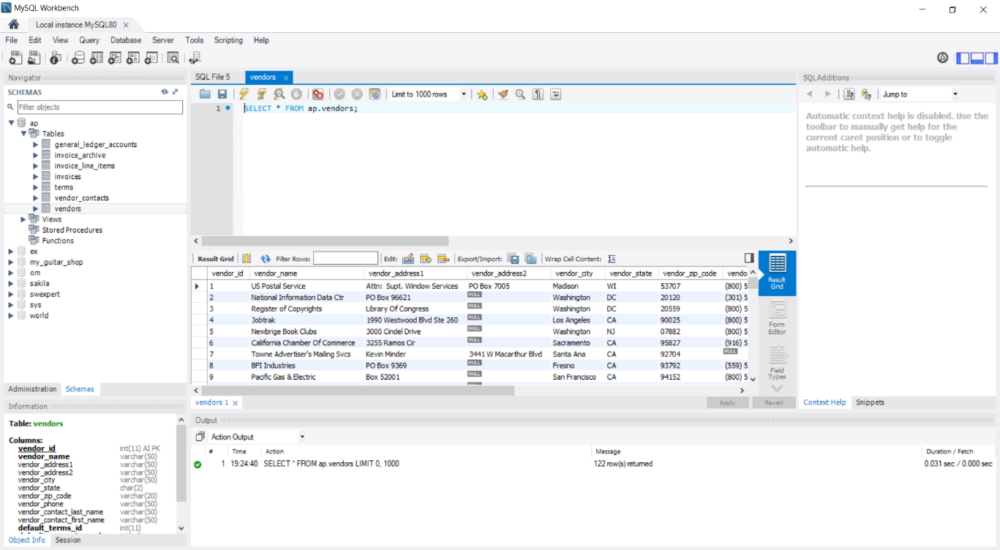 MySQL Workbench
Local instance MySQL80
File Edit View Query Database Server Tools Scripting Help
Navigator
SCHEMAS
Filter objects
ap
Tables
general_ledger_accounts
invoice_archive
invoice_line_items
invoices
terms
vendor_contacts
vendors
Views
Stored Procedures
Functions
ex
my_guitar_shop
om
sakila
swexpert
sys
world
Administration Schemas
Information
Table: vendors
Columns:
vendor_id int(11) AI PK
vendor_name varchar(50)
vendor_address1 varchar(50)
vendor_address2 varchar(50)
vendor_city varchar(50)
vendor_state char(2)
vendor_zip_code varchar(20)
vendor_phone varchar(50)
vendor_contact_last_name varchar(50)
vendor_contact_first_name varchar(50)
default_terms_id int(11)
Object Info Session
SQL File 5 vendors
Limit to 1000 rows
1 SELECT * FROM ap.vendors;
Result Grid Filter Rows: Edit: Export/Import: Wrap Cell Content:
vendor_id vendor_name vendor_address1 vendor_address2 vendor_city vendor_state vendor_zip_code vendo
1 US Postal Service Attn: Supt. Window Services PO Box 7005 Madison WI 53707 (800) 5
2 National Information Data Ctr PO Box 96621 NULL Washington DC 20120 (301) 5
3 Register of Copyrights Library Of Congress NULL Washington DC 20559 (800) 5
4 Jobtrak 1990 Westwood Blvd Ste 260 NULL Los Angeles CA 90025 (800) 5
5 Newbrige Book Clubs 3000 Cindel Drive NULL Washington NJ 07882 (800) 5
6 California Chamber Of Commerce 3255 Ramos Cir NULL Sacramento CA 95827 (916) 5
7 Towne Advertiser's Mailing Svcs Kevin Minder 3441 W Macarthur Blvd Santa Ana CA 92704 NULL
8 BFI Industries PO Box 9369 NULL Fresno CA 93792 (559) 5
9 Pacific Gas & Electric Box 52001 NULL San Francisco CA 94152 (800) 5
Result Grid
Form Editor
Field Types
vendors 1 Apply Revert
Output
Action Output
# Time Action Message Duration / Fetch
1 19:24:40 SELECT * FROM ap.vendors LIMIT 0, 1000 122 row(s) returned 0.031 sec / 0.000 sec
SQLAdditions
Jump to
Automatic context help is disabled. Use the
toolbar to manually get help for the
current caret position or to toggle
automatic help.
Context Help Snippets